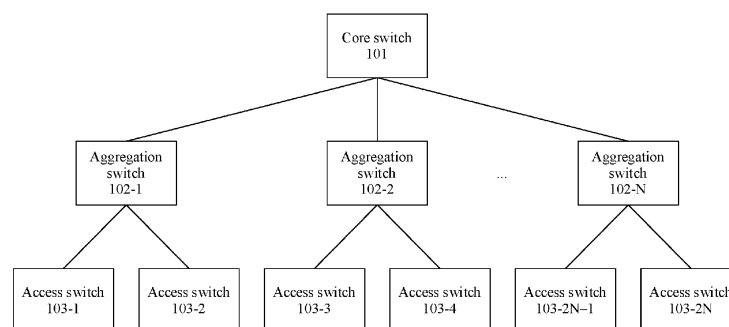 Core switch
101
Aggregation
switch
102-1
Aggregation
switch
102-2
...
Aggregation
switch
102-N
Access switch
103-1
Access switch
103-2
Access switch
103-3
Access switch
103-4
Access switch
103-2N−1
Access switch
103-2N